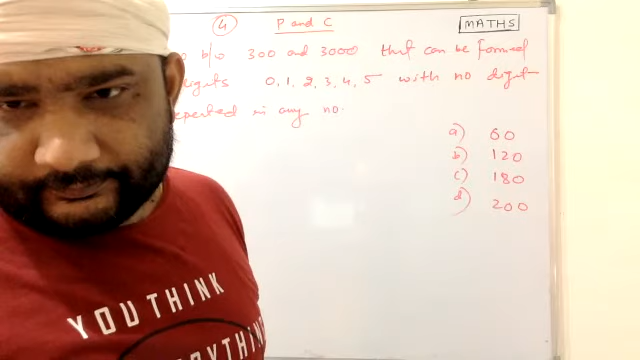 4 P and C MATHS
b/w 300 and 3000 that can be formed
digits 0, 1, 2, 3, 4, 5 with no digit
repeated in any no.
a) 60
b) 120
c) 180
d) 200
YOU THINK